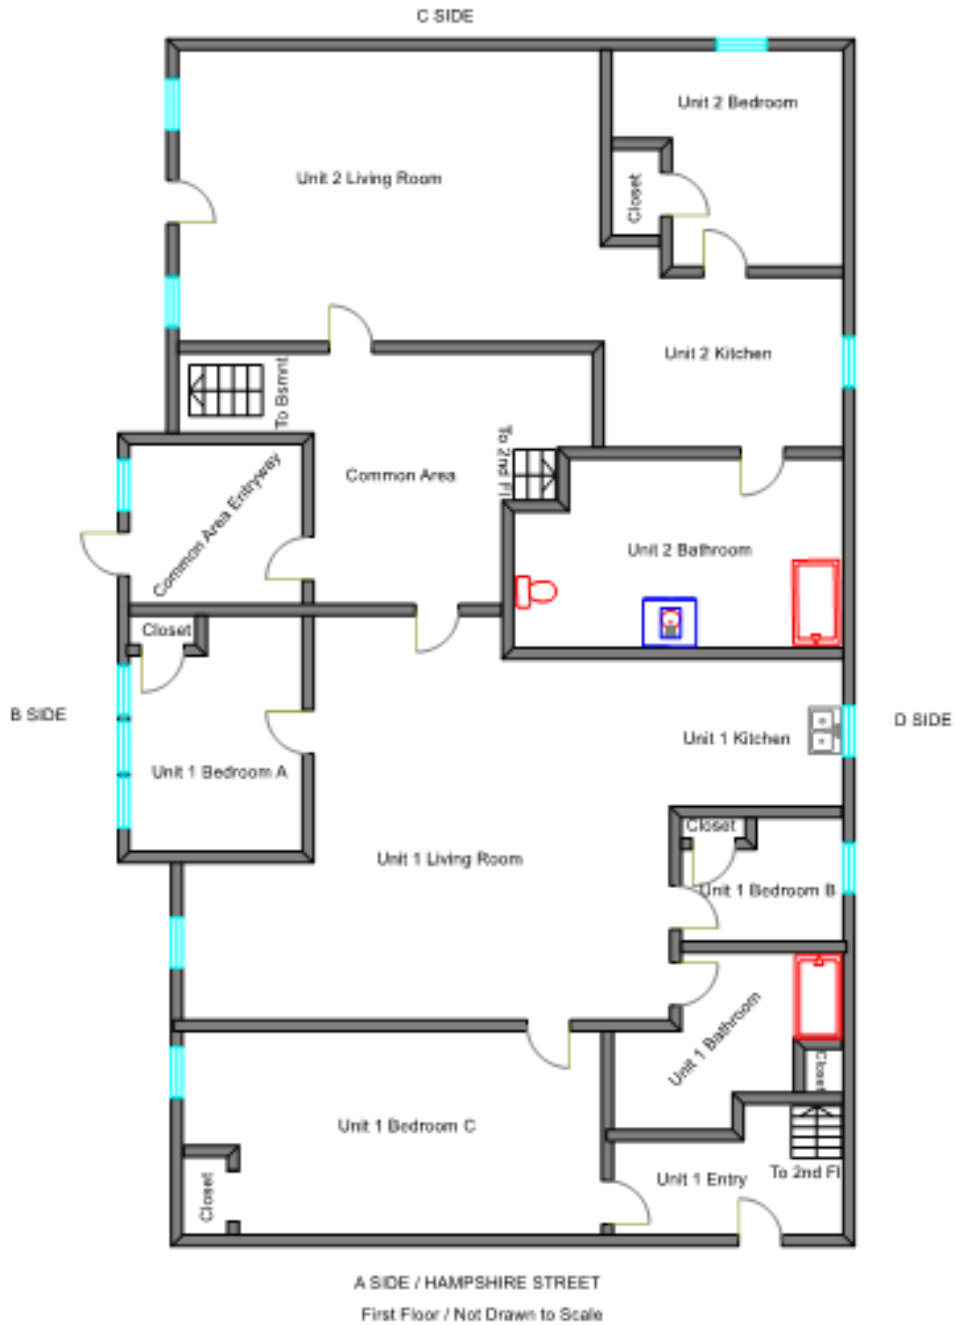 C SIDE
Unit 2 Bedroom
Unit 2 Living Room
Closet
Unit 2 Kitchen
To Bsmnt
To 2nd Fl
Common Area
Common Area Entryway
Unit 2 Bathroom
Closet
B SIDE
D SIDE
Unit 1 Kitchen
Unit 1 Bedroom A
Closet
Unit 1 Living Room
Unit 1 Bedroom B
Unit 1 Bathroom
Closet
Unit 1 Bedroom C
To 2nd Fl
Unit 1 Entry
Closet
A SIDE / HAMPSHIRE STREET
First Floor / Not Drawn to Scale